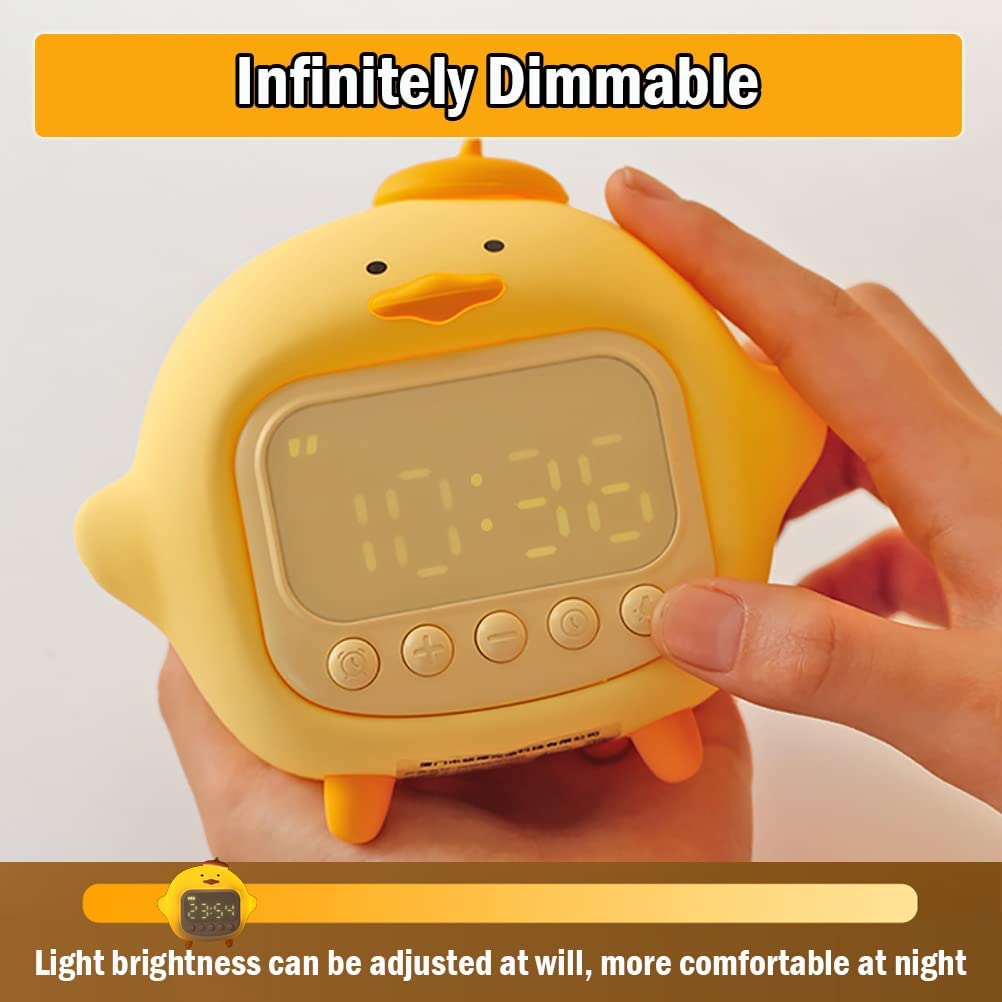 Infinitely Dimmable
10:36
23:54
Light brightness can be adjusted at will, more comfortable at night